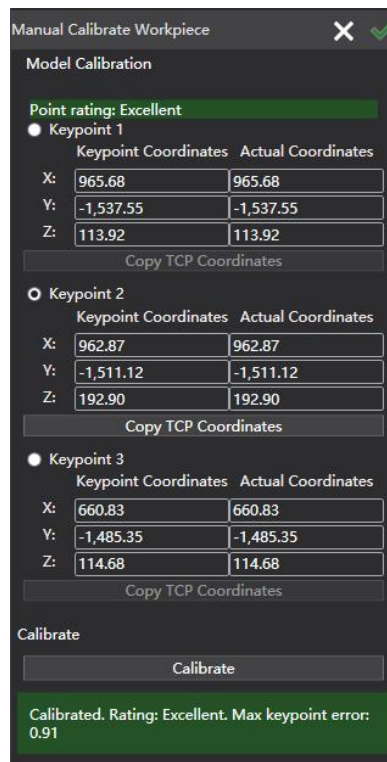 Manual Calibrate Workpiece
Model Calibration
Point rating: Excellent
Keypoint 1
Keypoint Coordinates Actual Coordinates
X: 965.68 965.68
Y: -1,537.55 -1,537.55
Z: 113.92 113.92
Copy TCP Coordinates
Keypoint 2
Keypoint Coordinates Actual Coordinates
X: 962.87 962.87
Y: -1,511.12 -1,511.12
Z: 192.90 192.90
Copy TCP Coordinates
Keypoint 3
Keypoint Coordinates Actual Coordinates
X: 660.83 660.83
Y: -1,485.35 -1,485.35
Z: 114.68 114.68
Copy TCP Coordinates
Calibrate
Calibrate
Calibrated. Rating: Excellent. Max keypoint error:
0.91